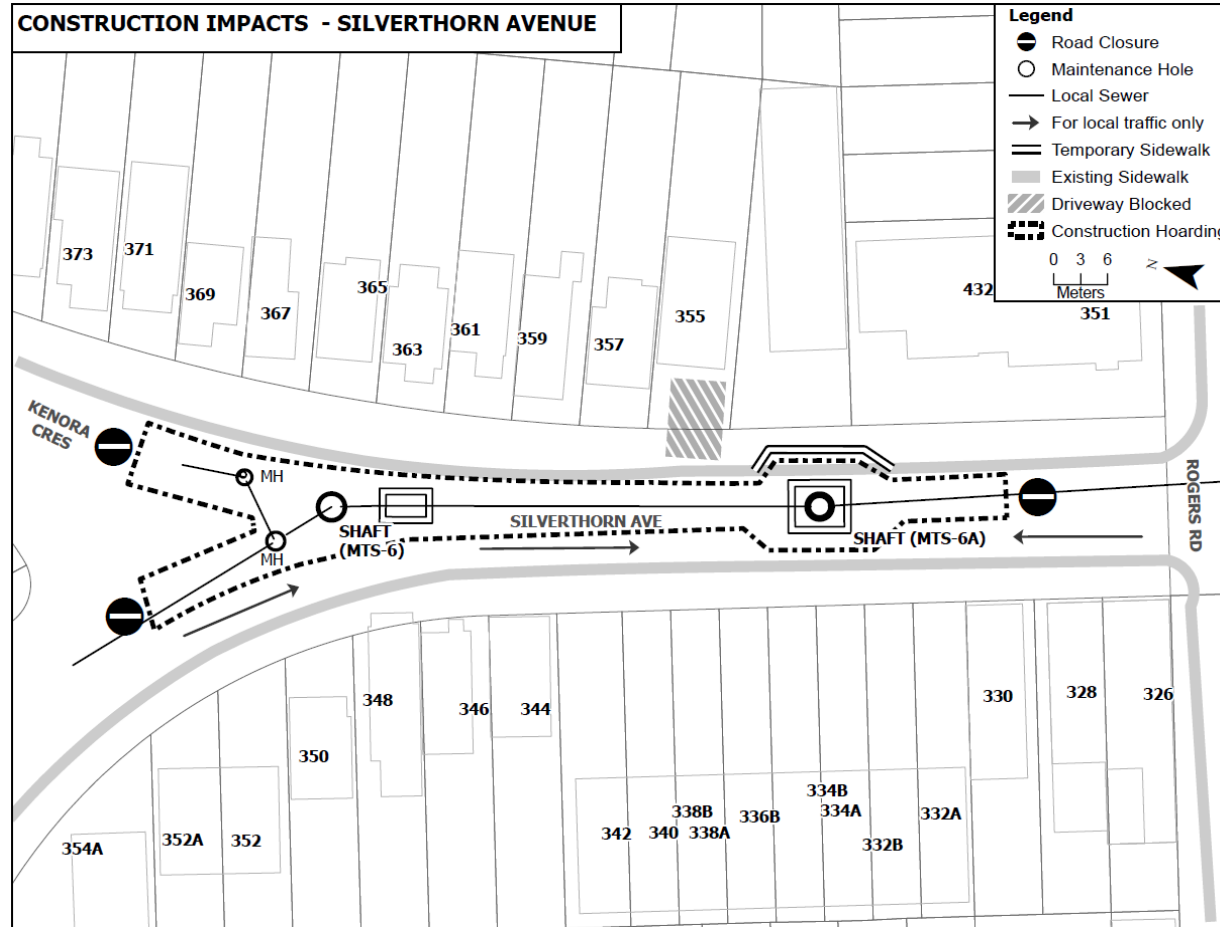 CONSTRUCTION IMPACTS - SILVERTHORN AVENUE
Legend
Road Closure
Maintenance Hole
Local Sewer
For local traffic only
Temporary Sidewalk
Existing Sidewalk
Driveway Blocked
Construction Hoarding
0 3 6
Meters
N
373
371
369
367
365
363
361
359
357
355
432
351
KENORA
CRES
MH
MH
SHAFT
(MTS-6)
SILVERTHORN AVE
SHAFT (MTS-6A)
ROGERS RD
354A
352A
352
350
348
346
344
342
340
338B
338A
336B
334B
334A
332B
332A
330
328
326